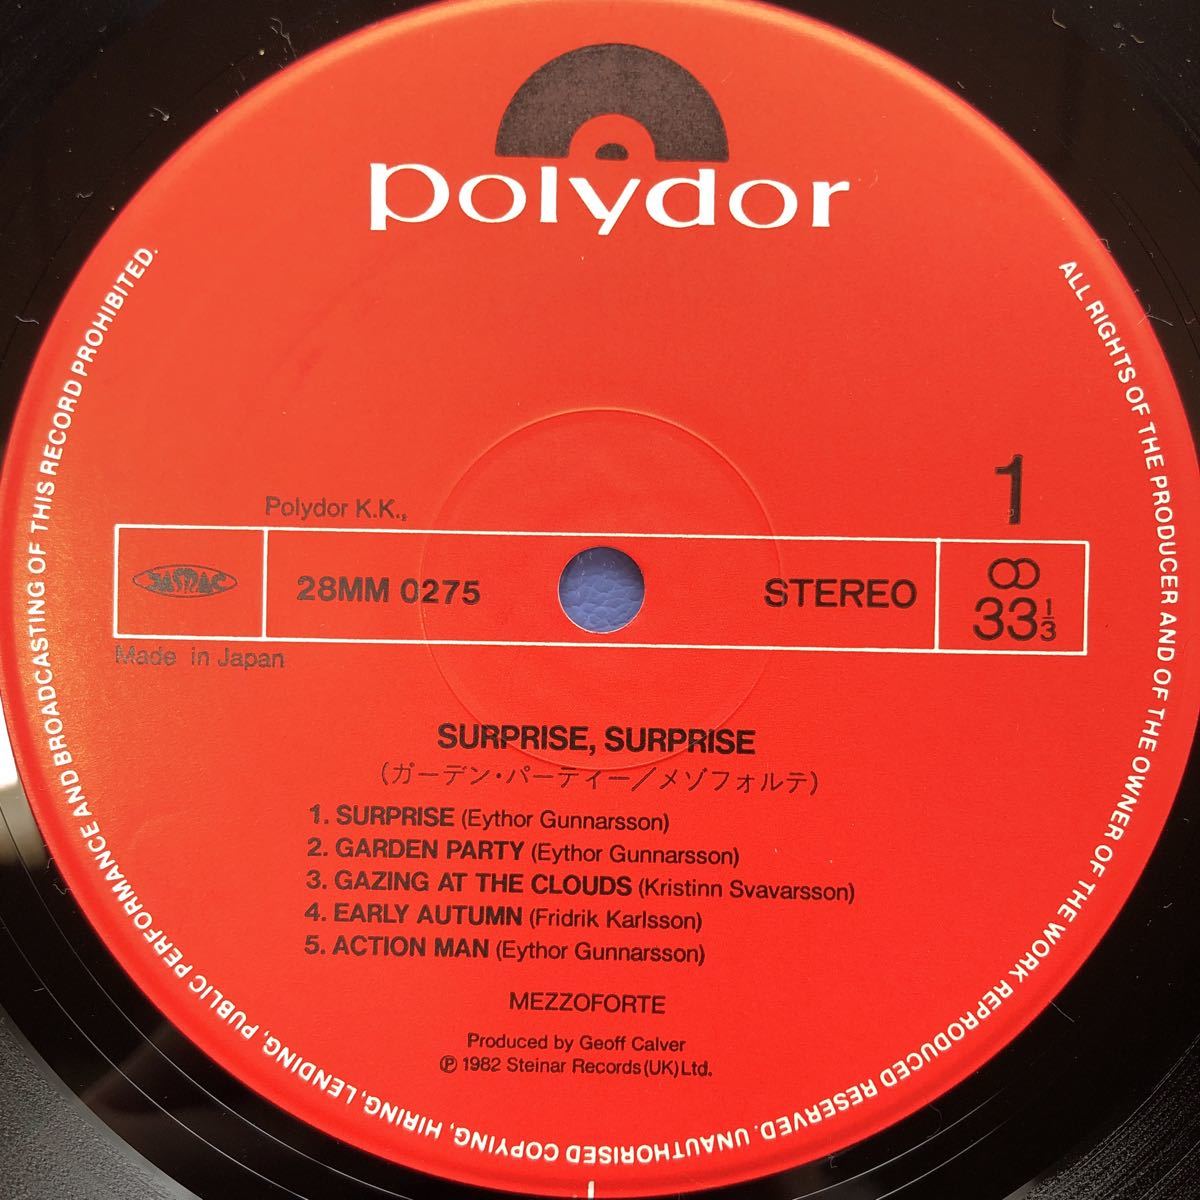 polydor
1
Polydor K.K.,
JASRAC
28MM 0275
STEREO
33 1/3
Made in Japan
SURPRISE, SURPRISE
(ガーデン・パーティー/メゾフォルテ)
1. SURPRISE (Eythor Gunnarsson)
2. GARDEN PARTY (Eythor Gunnarsson)
3. GAZING AT THE CLOUDS (Kristinn Svavarsson)
4. EARLY AUTUMN (Fridrik Karlsson)
5. ACTION MAN (Eythor Gunnarsson)
MEZZOFORTE
Produced by Geoff Calver
℗ 1982 Steinar Records (UK) Ltd.
ALL RIGHTS OF THE PRODUCER AND OF THE OWNER OF THE WORK REPRODUCED RESERVED. UNAUTHORISED COPYING, HIRING, LENDING, PUBLIC PERFORMANCE AND BROADCASTING OF THIS RECORD PROHIBITED.